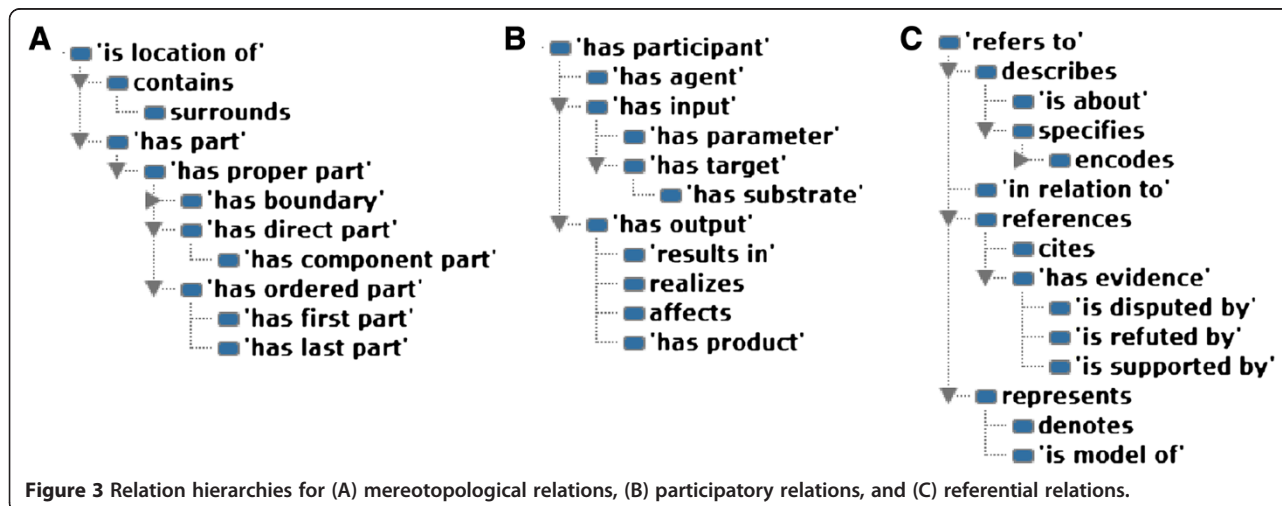 A
'is location of'
contains
surrounds
'has part'
'has proper part'
'has boundary'
'has direct part'
'has component part'
'has ordered part'
'has first part'
'has last part'
B
'has participant'
'has agent'
'has input'
'has parameter'
'has target'
'has substrate'
'has output'
'results in'
realizes
affects
'has product'
C
'refers to'
describes
'is about'
specifies
encodes
'in relation to'
references
cites
'has evidence'
'is disputed by'
'is refuted by'
'is supported by'
represents
denotes
'is model of'
Figure 3 Relation hierarchies for (A) mereotopological relations, (B) participatory relations, and (C) referential relations.